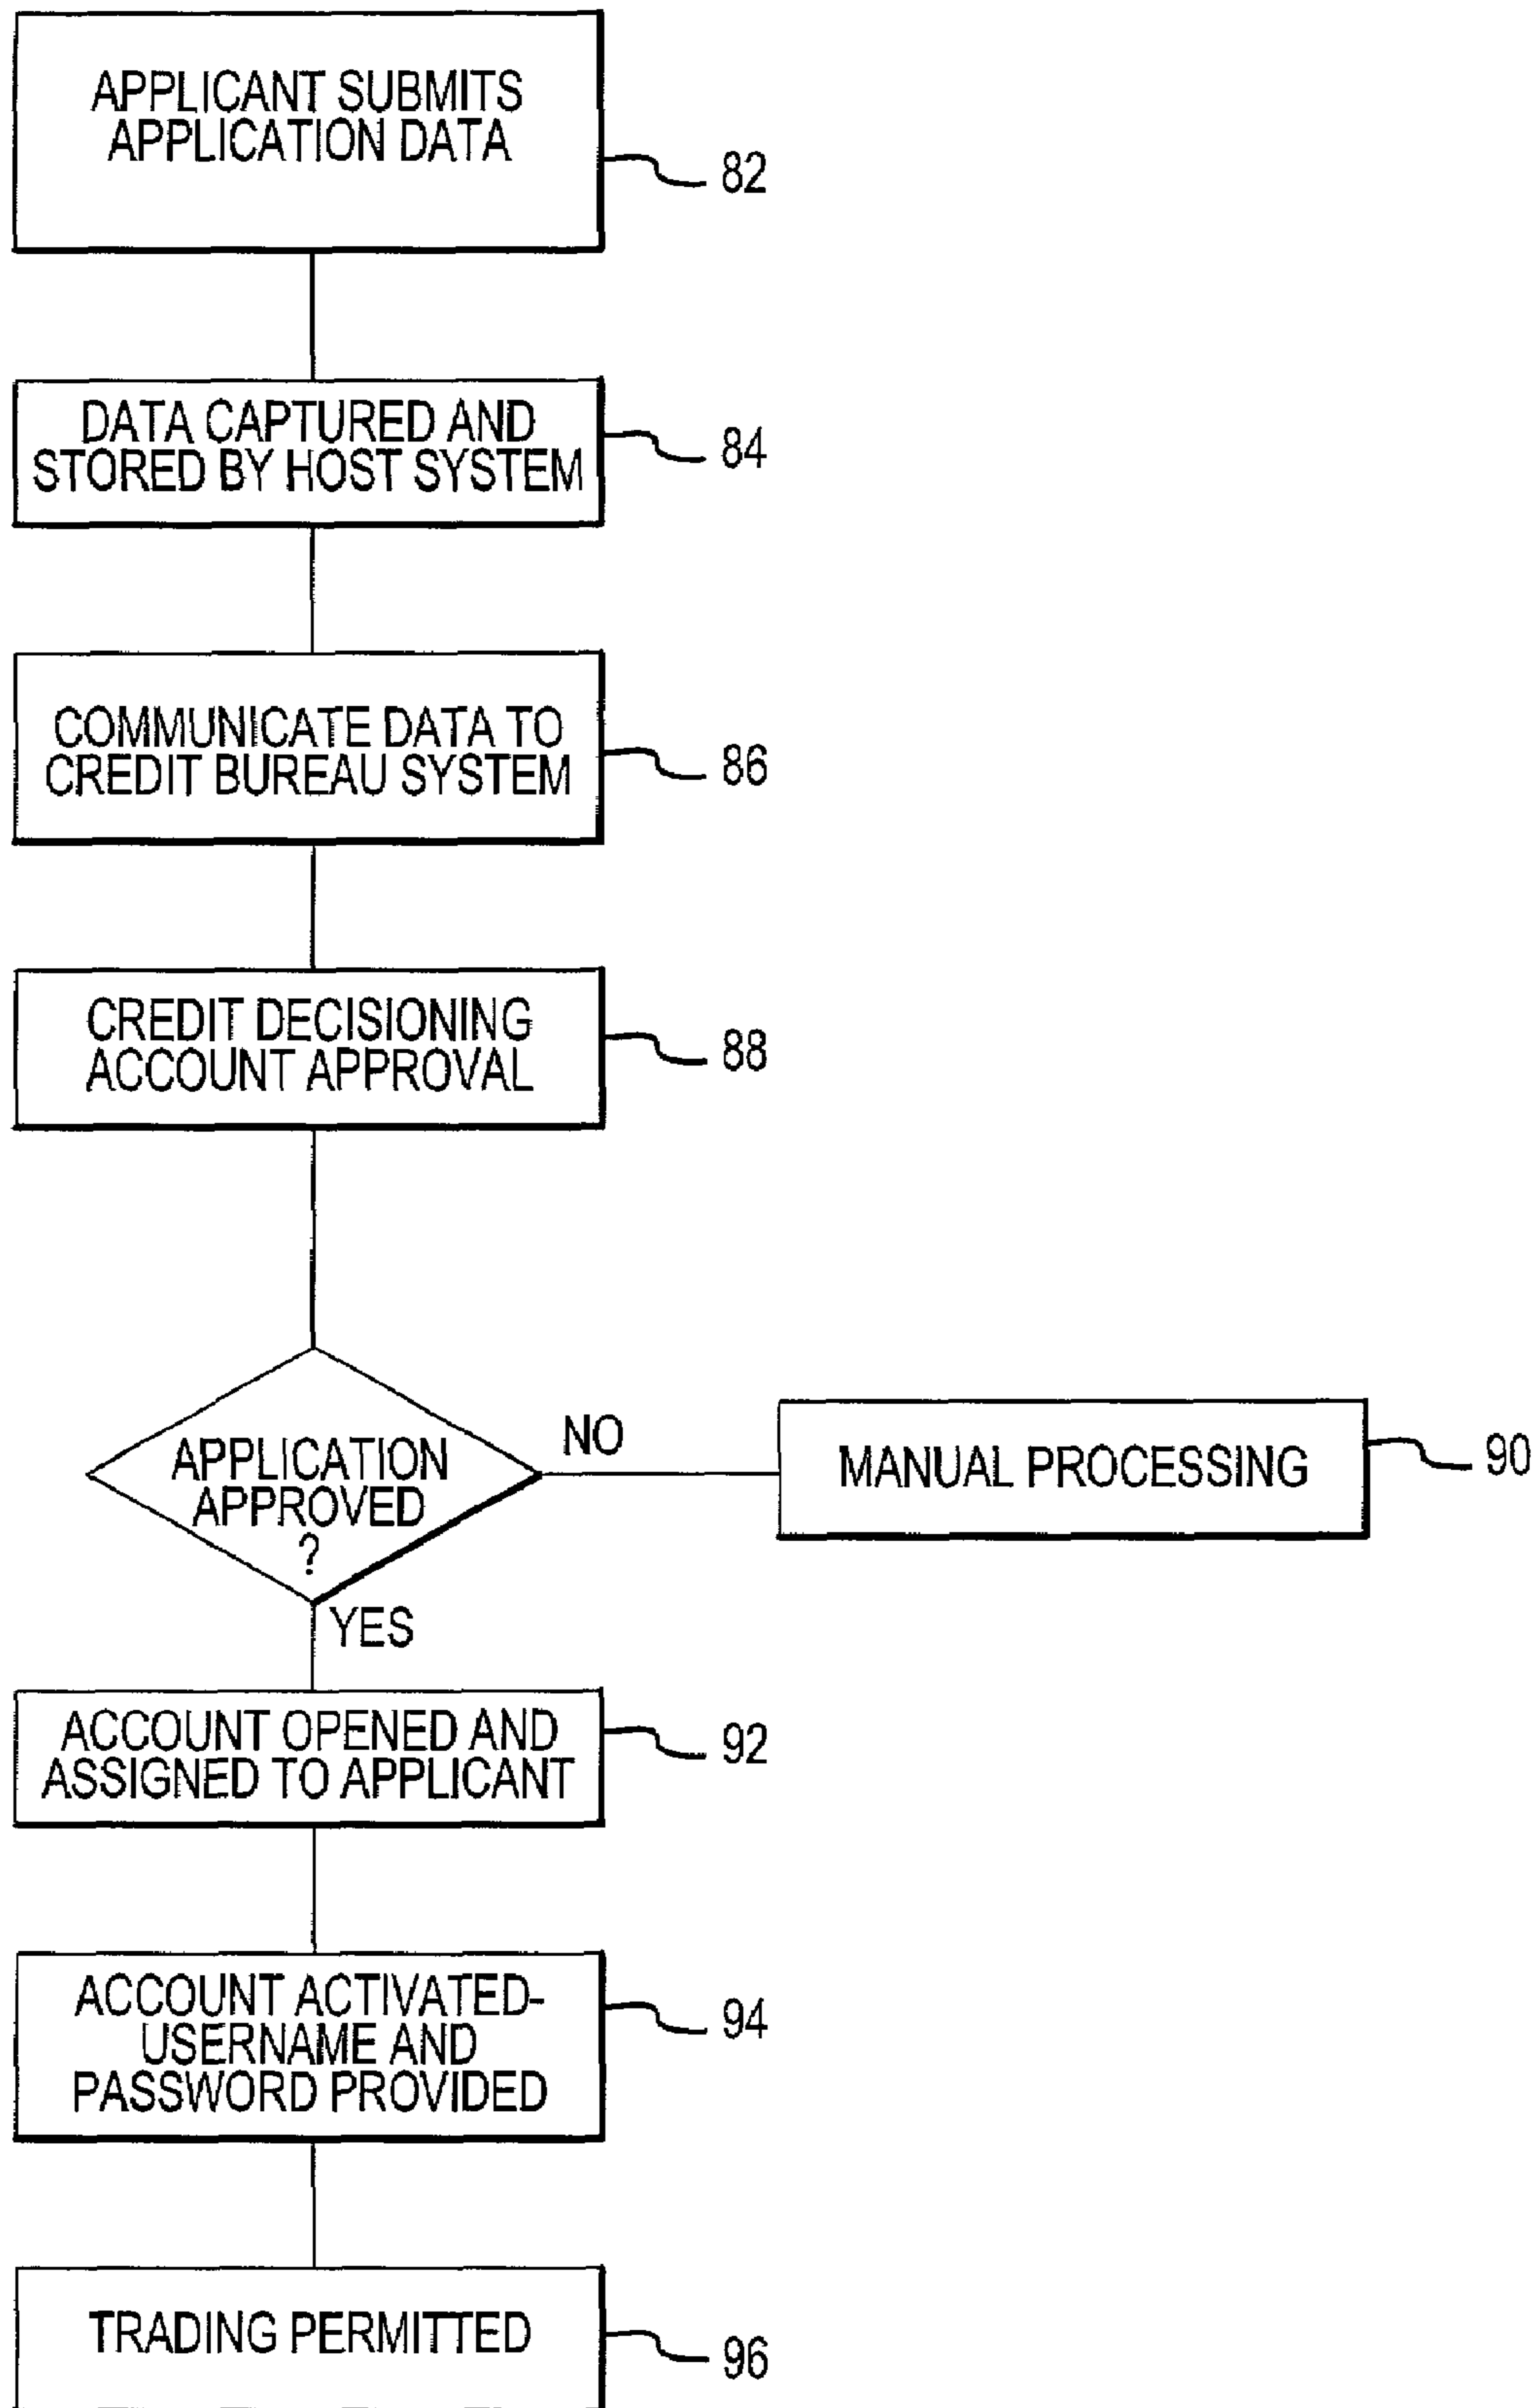 APPLICANT SUBMITS
APPLICATION DATA
82
DATA CAPTURED AND
STORED BY HOST SYSTEM
84
COMMUNICATE DATA TO
CREDIT BUREAU SYSTEM
86
CREDIT DECISIONING
ACCOUNT APPROVAL
88
APPLICATION
APPROVED
?
NO
MANUAL PROCESSING
90
YES
ACCOUNT OPENED AND
ASSIGNED TO APPLICANT
92
ACCOUNT ACTIVATED-
USERNAME AND
PASSWORD PROVIDED
94
TRADING PERMITTED
96